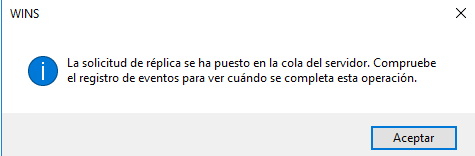 WINS
La solicitud de réplica se ha puesto en la cola del servidor. Compruebe
el registro de eventos para ver cuándo se completa esta operación.
Aceptar